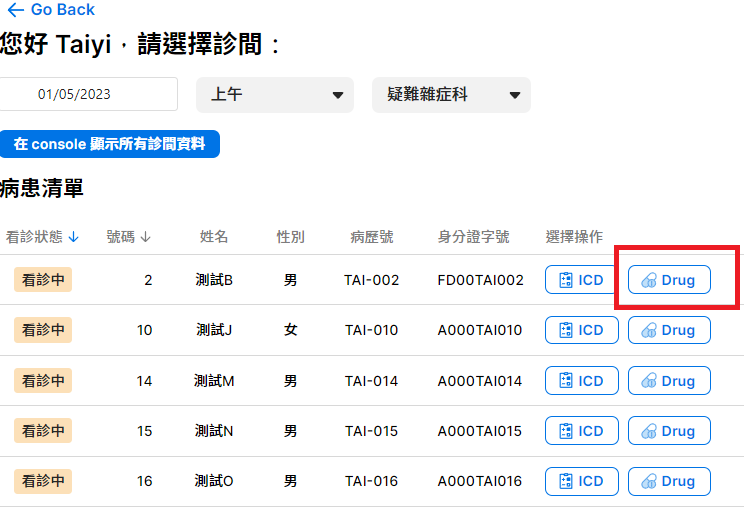 Go Back
您好 Taiyi，請選擇診間：
01/05/2023 上午 疑難雜症科
在 console 顯示所有診間資料
病患清單
看診狀態 號碼 姓名 性別 病歷號 身分證字號 選擇操作
看診中 2 測試B 男 TAI-002 FD00TAI002 ICD Drug
看診中 10 測試J 女 TAI-010 A000TAI010 ICD Drug
看診中 14 測試M 男 TAI-014 A000TAI014 ICD Drug
看診中 15 測試N 男 TAI-015 A000TAI015 ICD Drug
看診中 16 測試O 男 TAI-016 A000TAI016 ICD Drug